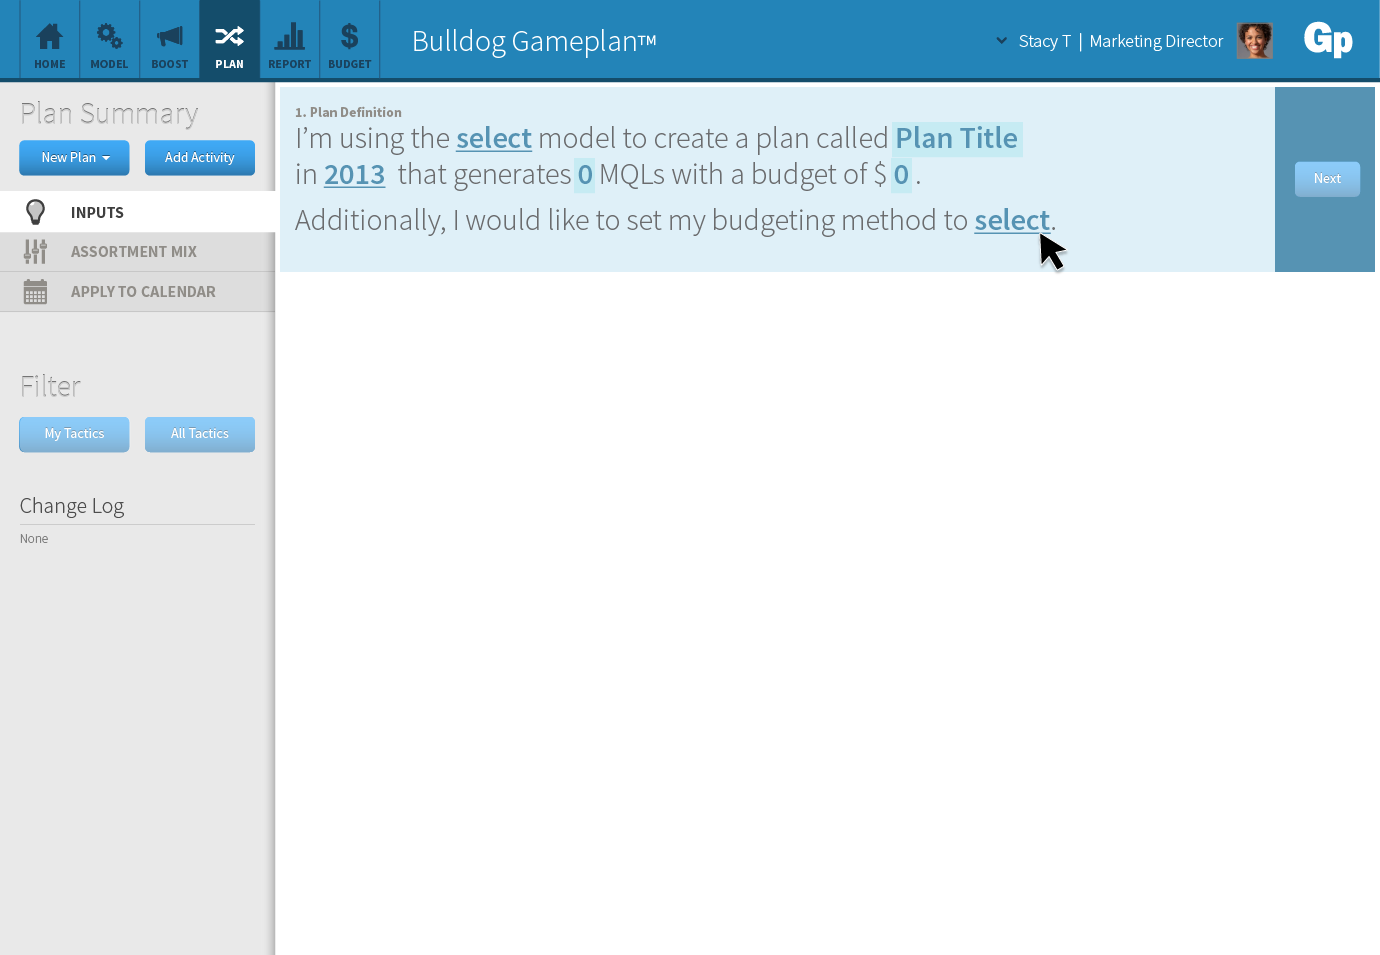 HOME
MODEL
BOOST
PLAN
REPORT
BUDGET
Bulldog Gameplan™
Stacy T | Marketing Director
Gp
Plan Summary
New Plan
Add Activity
INPUTS
ASSORTMENT MIX
APPLY TO CALENDAR
Filter
My Tactics
All Tactics
Change Log
None
1. Plan Definition
I’m using the select model to create a plan called Plan Title
in 2013 that generates 0 MQLs with a budget of $ 0 .
Additionally, I would like to set my budgeting method to select.
Next